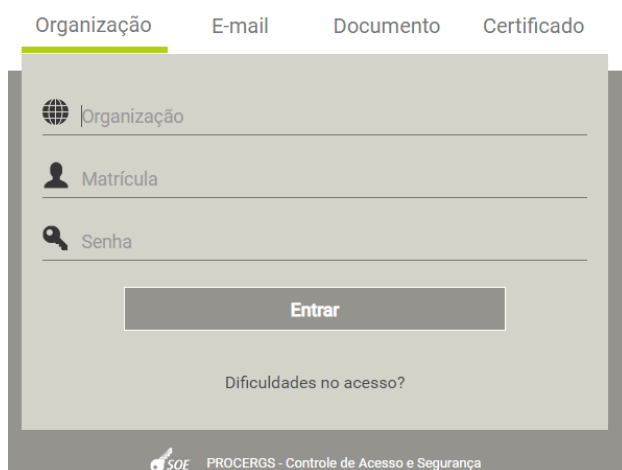 Organização E-mail Documento Certificado
Organização
Matrícula
Senha
Entrar
Dificuldades no acesso?
SOE PROCERGS - Controle de Acesso e Segurança